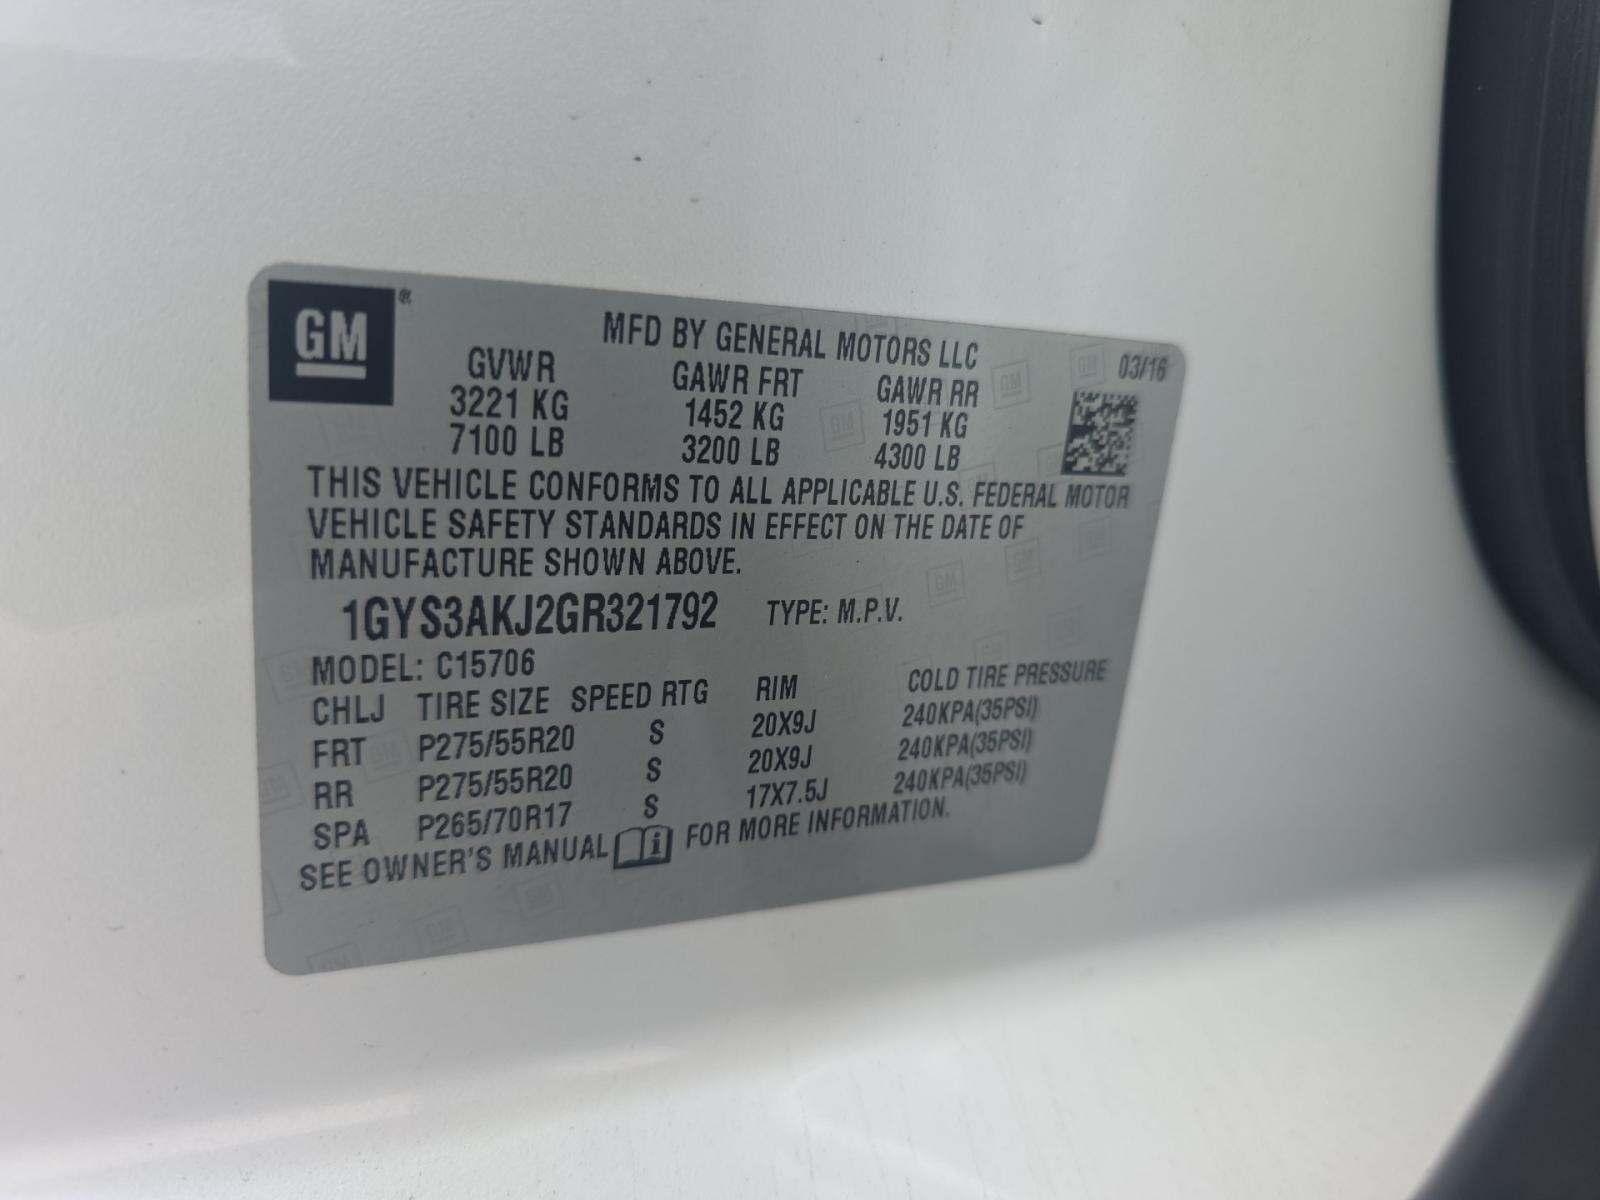 GM®
MFD BY GENERAL MOTORS LLC
03/16
GVWR GAWR FRT GAWR RR
3221 KG 1452 KG 1951 KG
7100 LB 3200 LB 4300 LB
THIS VEHICLE CONFORMS TO ALL APPLICABLE U.S. FEDERAL MOTOR
VEHICLE SAFETY STANDARDS IN EFFECT ON THE DATE OF
MANUFACTURE SHOWN ABOVE.
1GYS3AKJ2GR321792 TYPE: M.P.V.
MODEL: C15706
CHLJ TIRE SIZE SPEED RTG RIM COLD TIRE PRESSURE
FRT P275/55R20 S 20X9J 240KPA(35PSI)
RR P275/55R20 S 20X9J 240KPA(35PSI)
SPA P265/70R17 S 17X7.5J 240KPA(35PSI)
SEE OWNER'S MANUAL i FOR MORE INFORMATION.